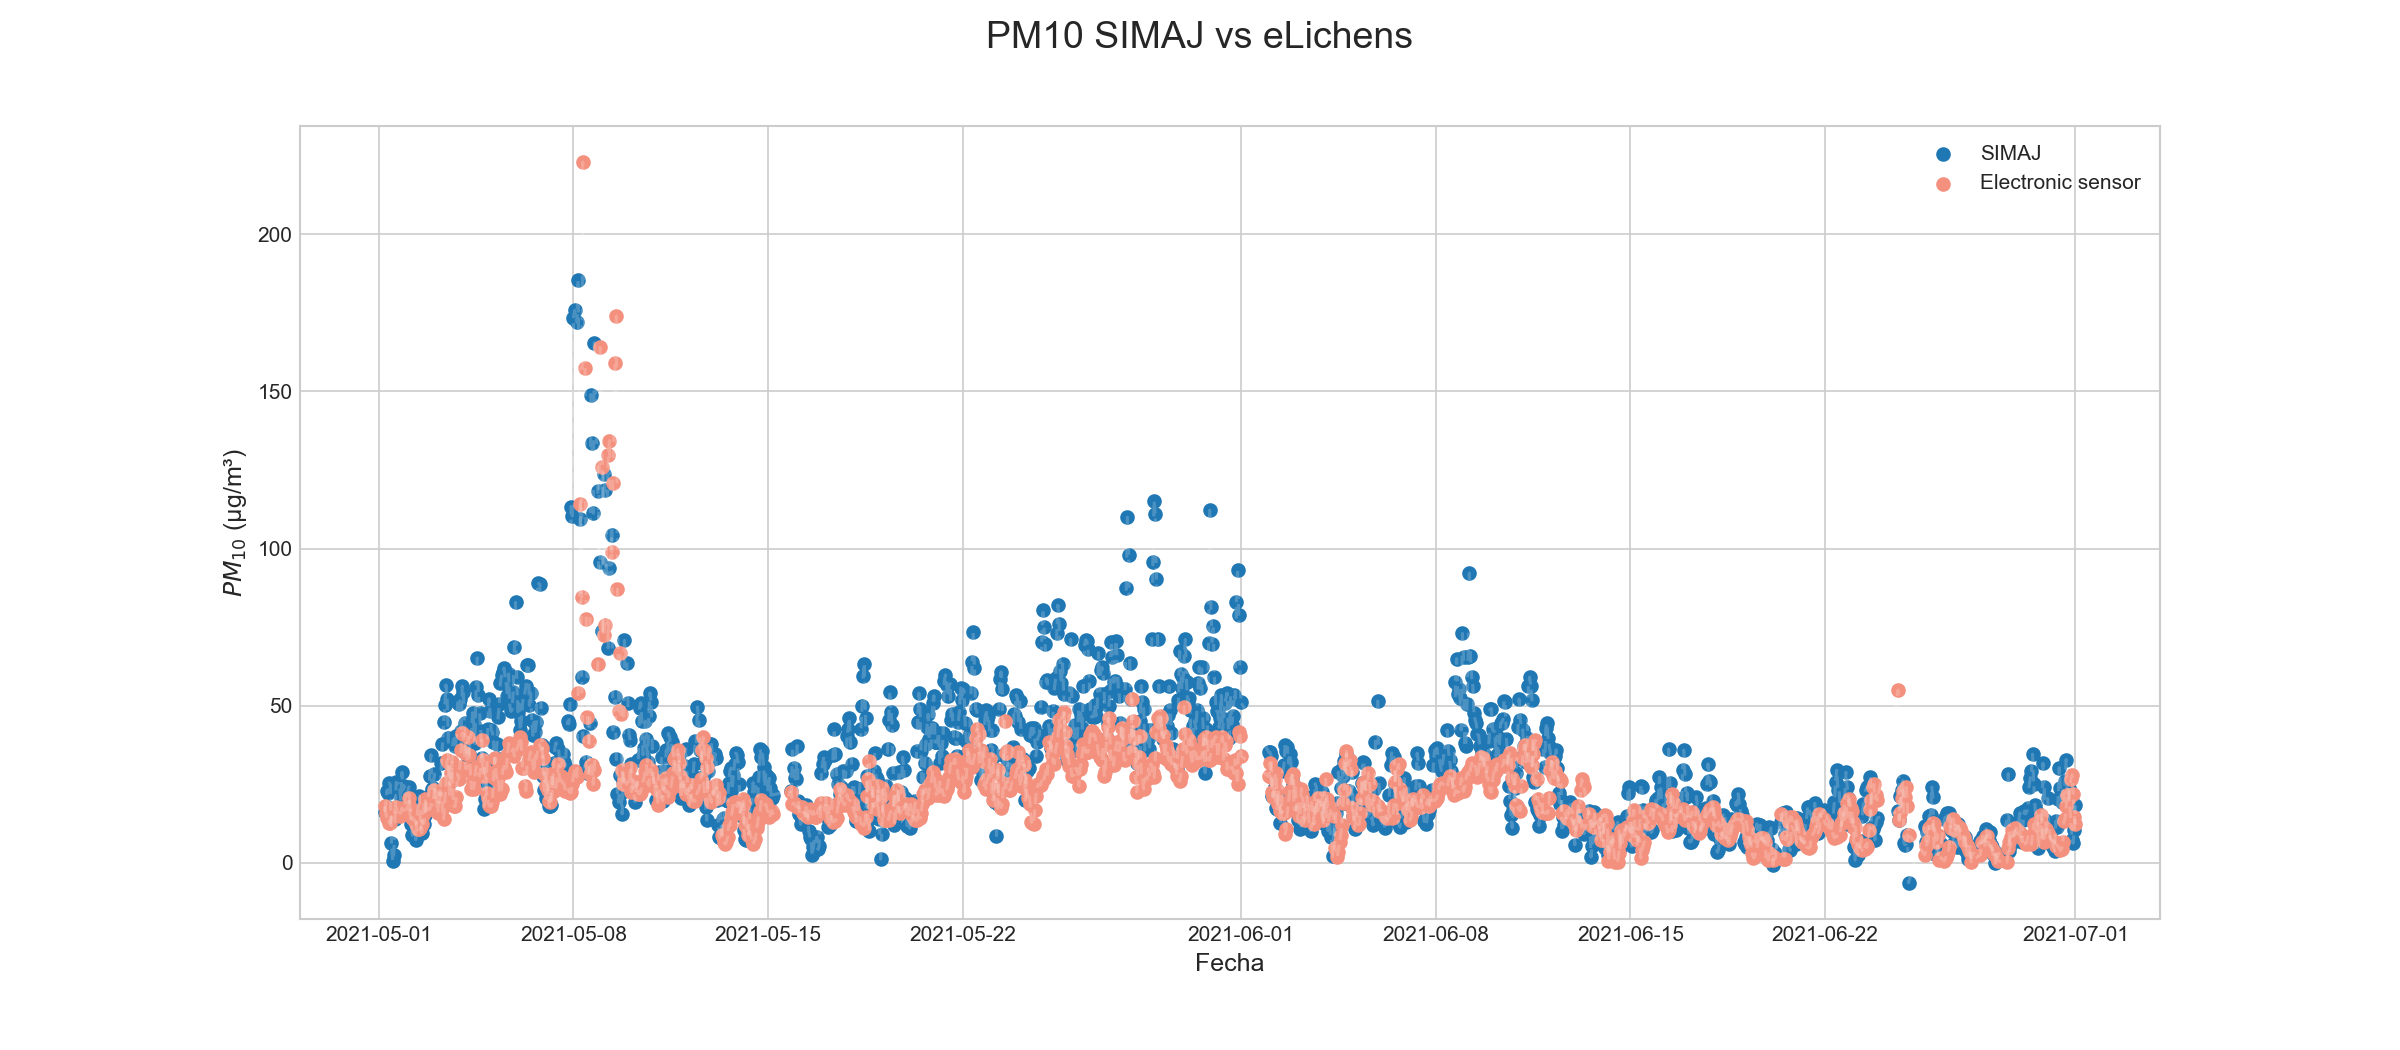 PM10 SIMAJ vs eLichens
SIMAJ
Electronic sensor
200
150
100
50
0
PM₁₀ (µg/m³)
2021-05-01 2021-05-08 2021-05-15 2021-05-22 2021-06-01 2021-06-08 2021-06-15 2021-06-22 2021-07-01
Fecha